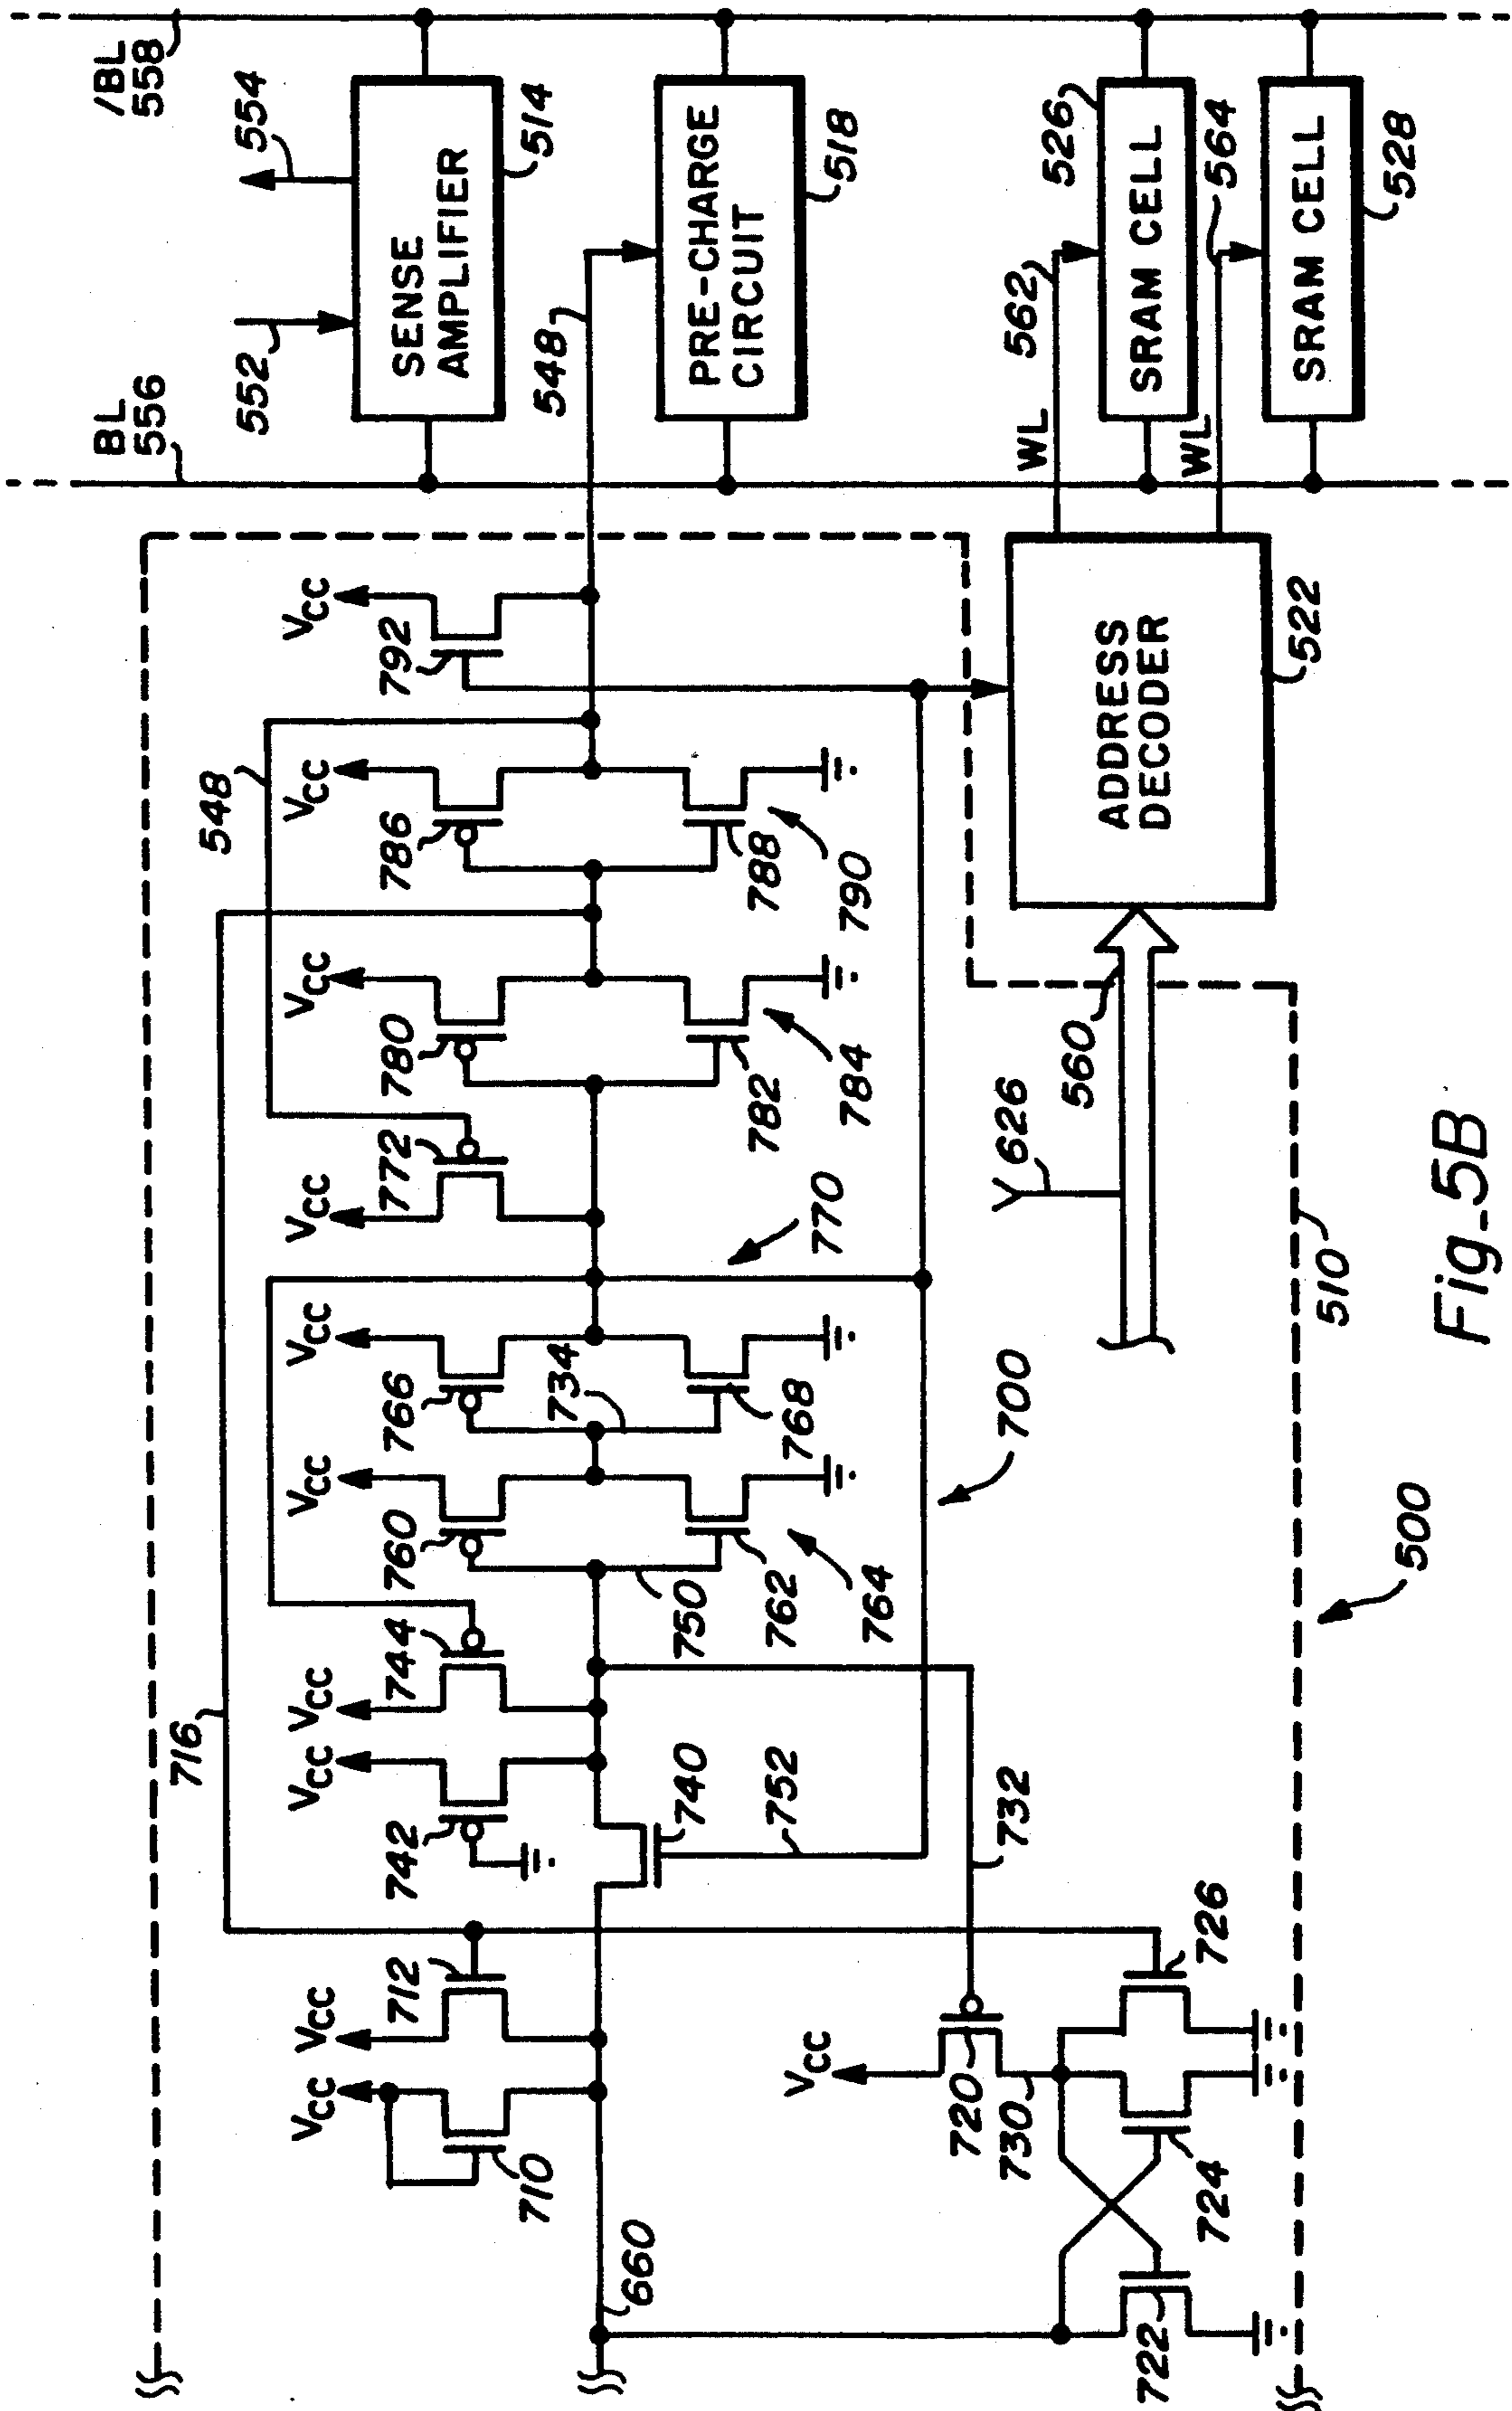 /BL
558
BL
556
554
552
SENSE
AMPLIFIER
514
548
PRE-CHARGE
CIRCUIT
518
WL
562
526
SRAM CELL
WL
564
SRAM CELL
528
VCC
792
548
VCC
786
788
790
716
VCC
780
782
784
VCC
772
770
VCC
766
734
768
VCC
760
750
762
764
VCC
744
VCC
742
740
752
732
700
VCC
712
VCC
710
660
VCC
720
730
726
724
722
ADDRESS
DECODER
522
560
Y 626
510
500
Fig_5B